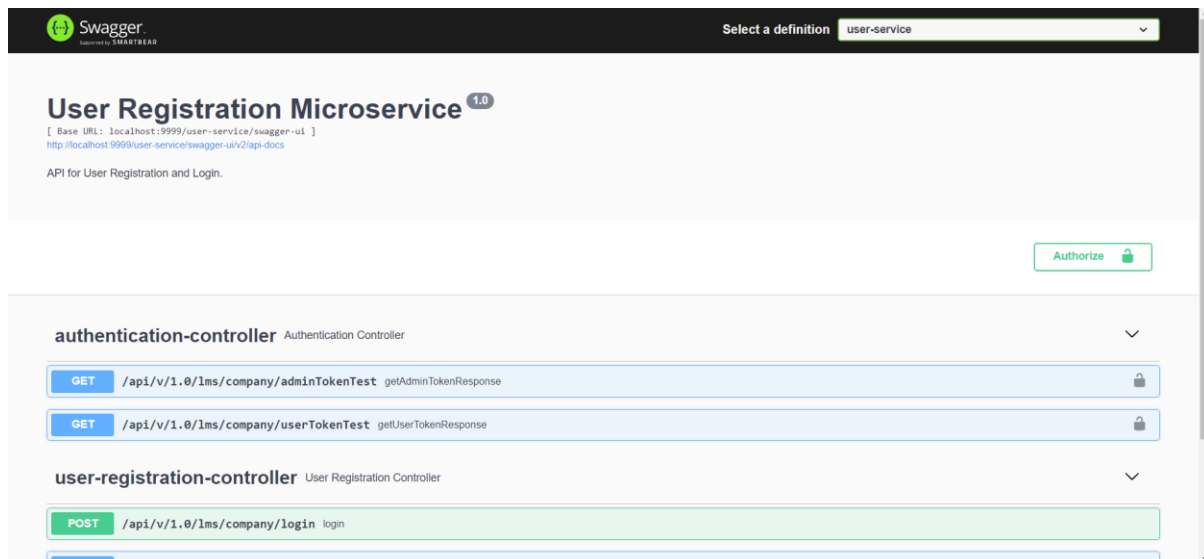 Swagger.
Supported by SMARTBEAR
Select a definition user-service
User Registration Microservice 1.0
[ Base URL: localhost:9999/user-service/swagger-ui ]
http://localhost:9999/user-service/swagger-ui/v2/api-docs
API for User Registration and Login.
Authorize
authentication-controller Authentication Controller
GET /api/v/1.0/lms/company/adminTokenTest getAdminTokenResponse
GET /api/v/1.0/lms/company/userTokenTest getUserTokenResponse
user-registration-controller User Registration Controller
POST /api/v/1.0/lms/company/login login